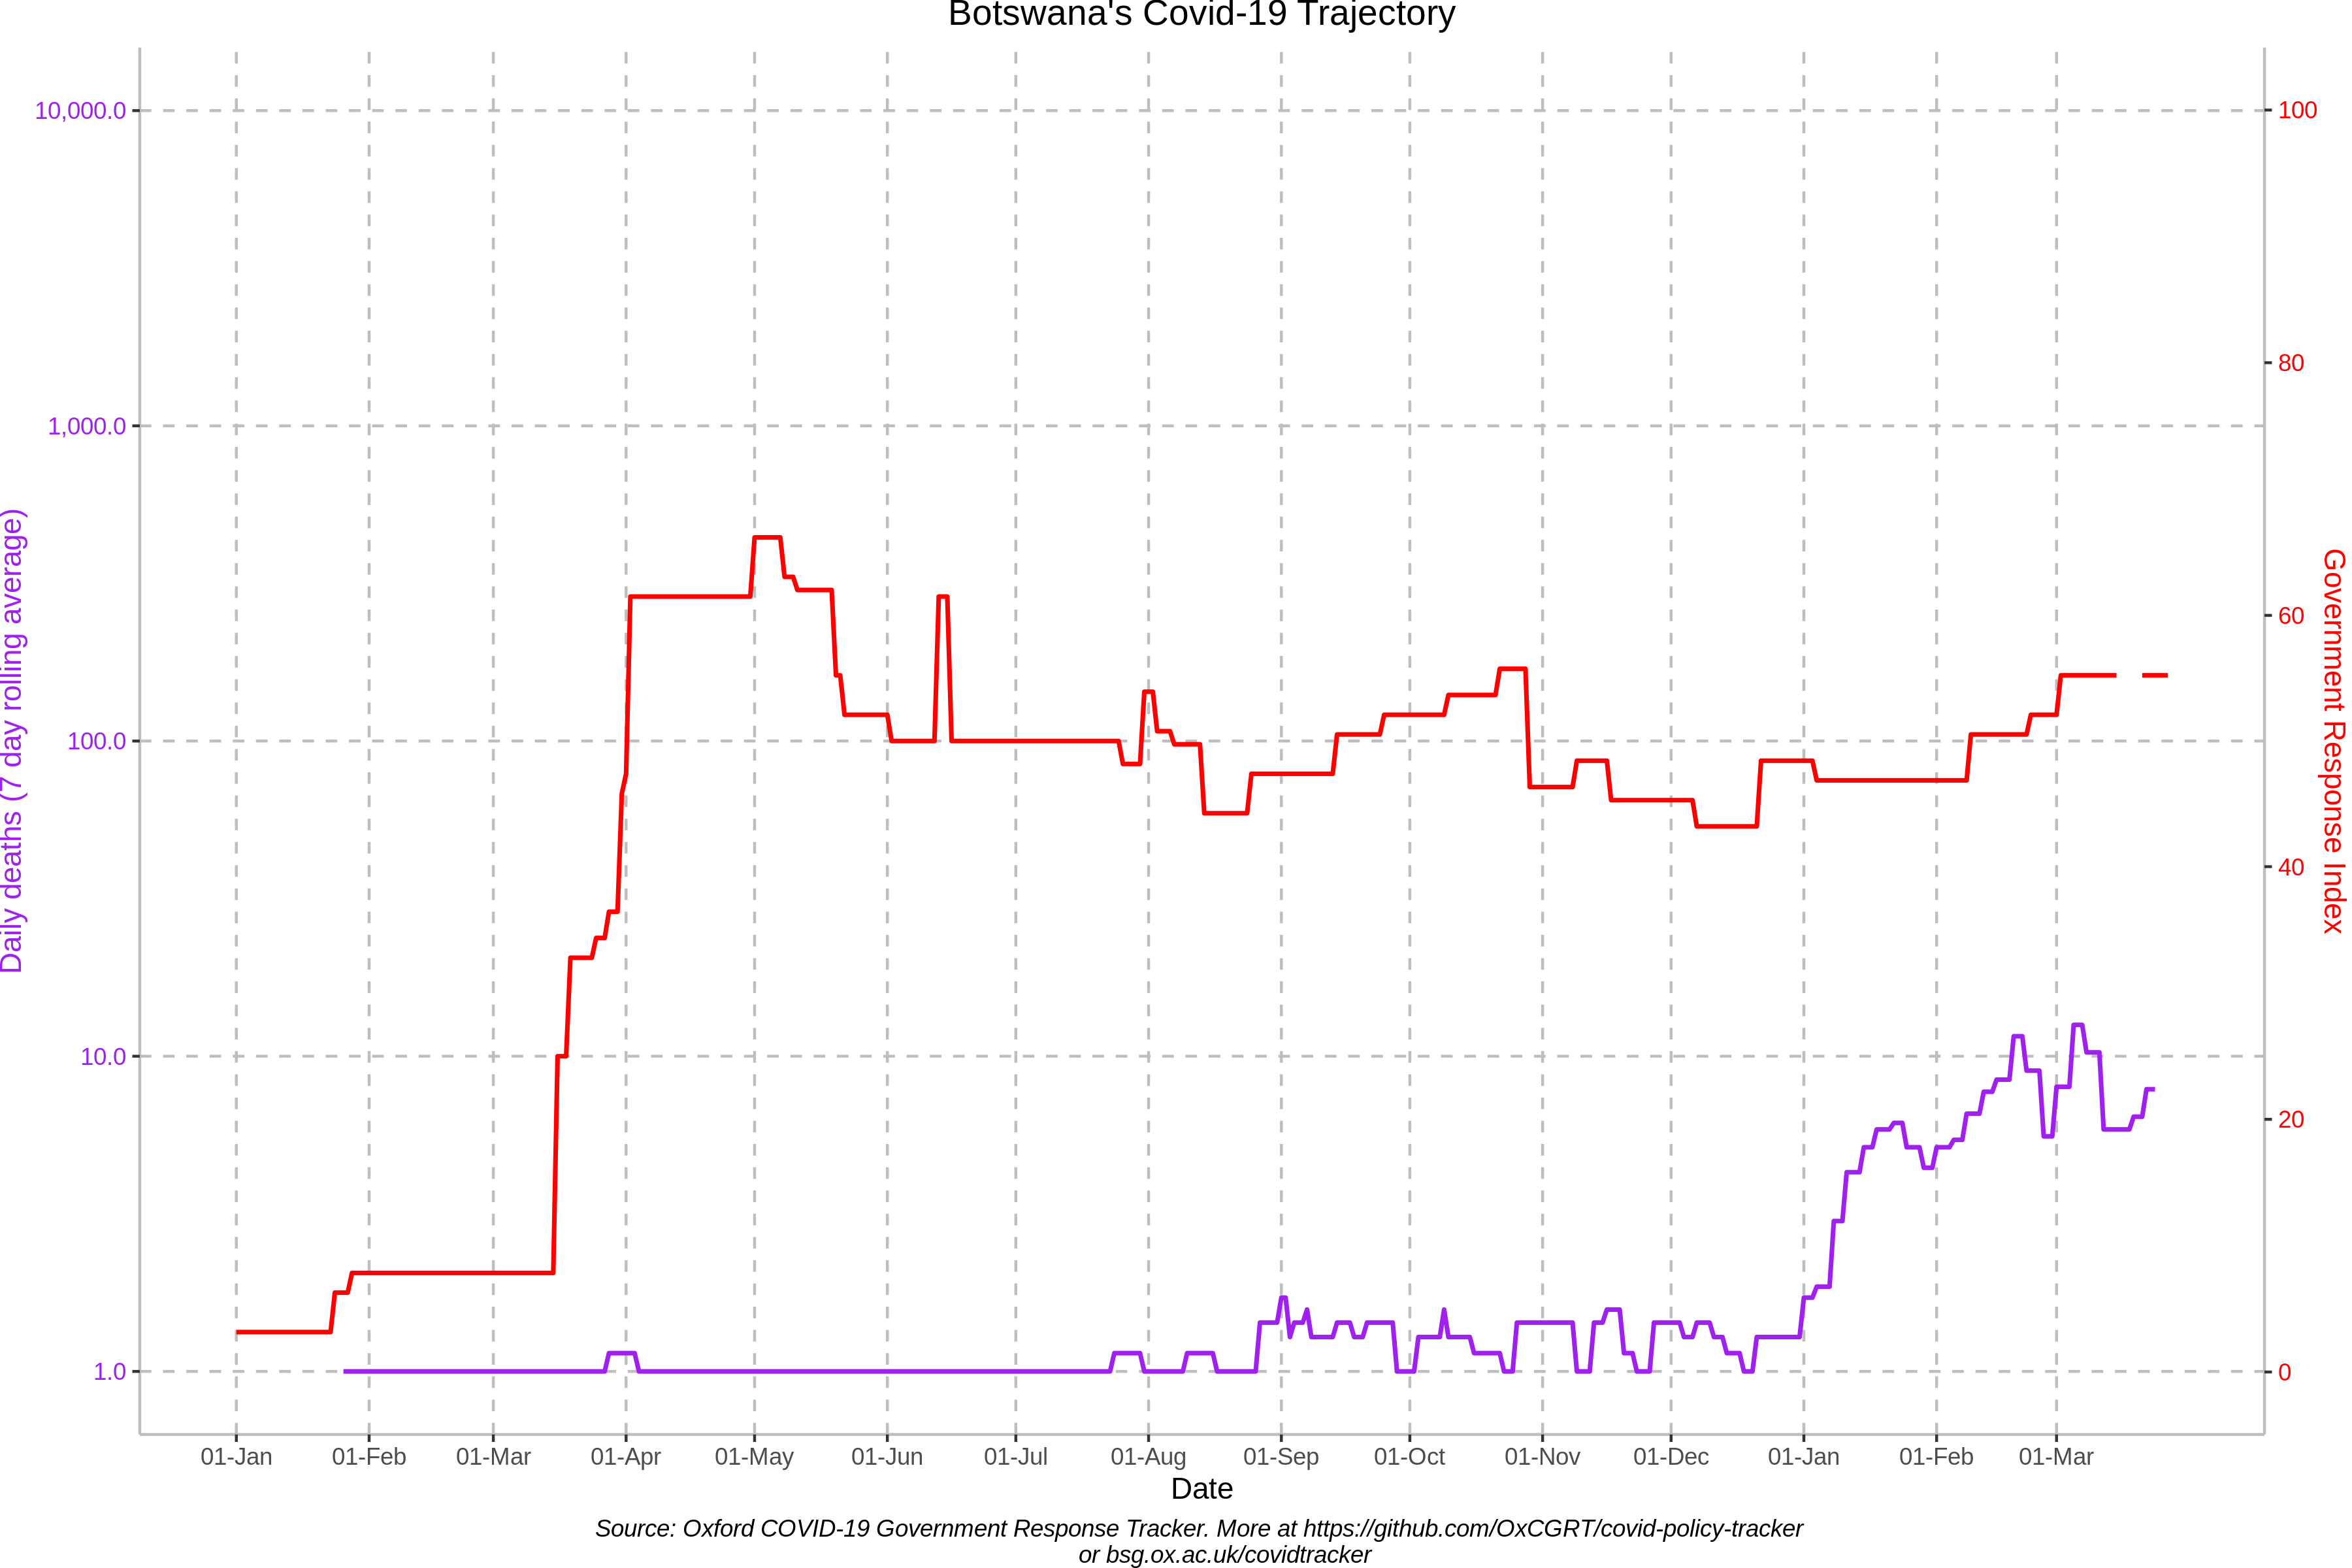 Botswana's Covid-19 Trajectory
10,000.0
1,000.0
100.0
10.0
1.0
Daily deaths (7 day rolling average)
100
80
60
40
20
0
Government Response Index
01-Jan 01-Feb 01-Mar 01-Apr 01-May 01-Jun 01-Jul 01-Aug 01-Sep 01-Oct 01-Nov 01-Dec 01-Jan 01-Feb 01-Mar
Date
Source: Oxford COVID-19 Government Response Tracker. More at https://github.com/OxCGRT/covid-policy-tracker
or bsg.ox.ac.uk/covidtracker